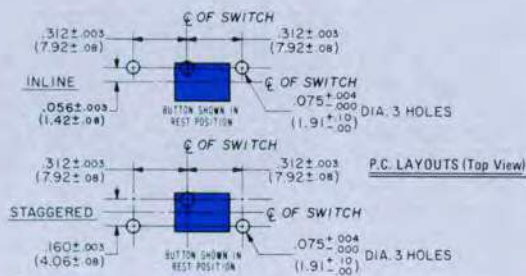 ℄ OF SWITCH
.312±.003
(7.92±.08)
.312±.003
(7.92±.08)
INLINE
℄ OF SWITCH
.056±.003
(1.42±.08)
BUTTON SHOWN IN
REST POSITION
.075+.004
-.000
(1.91+.10
-.00)
DIA. 3 HOLES
℄ OF SWITCH
.312±.003
(7.92±.08)
.312±.003
(7.92±.08)
P.C. LAYOUTS (Top View)
STAGGERED
℄ OF SWITCH
.160±.003
(4.06±.08)
BUTTON SHOWN IN
REST POSITION
.075+.004
-.000
(1.91+.10
-.00)
DIA. 3 HOLES